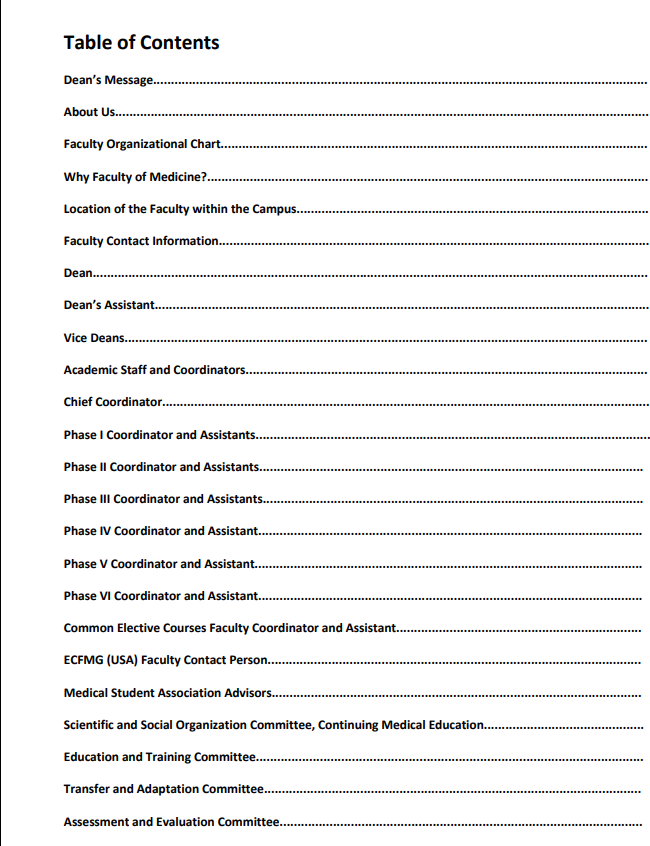 Table of Contents
Dean’s Message..........................................................................................................................................
About Us.....................................................................................................................................................
Faculty Organizational Chart.......................................................................................................................
Why Faculty of Medicine?...........................................................................................................................
Location of the Faculty within the Campus..................................................................................................
Faculty Contact Information........................................................................................................................
Dean...........................................................................................................................................................
Dean’s Assistant..........................................................................................................................................
Vice Deans..................................................................................................................................................
Academic Staff and Coordinators................................................................................................................
Chief Coordinator........................................................................................................................................
Phase I Coordinator and Assistants..............................................................................................................
Phase II Coordinator and Assistants...........................................................................................................
Phase III Coordinator and Assistants..........................................................................................................
Phase IV Coordinator and Assistant...........................................................................................................
Phase V Coordinator and Assistant............................................................................................................
Phase VI Coordinator and Assistant...........................................................................................................
Common Elective Courses Faculty Coordinator and Assistant....................................................................
ECFMG (USA) Faculty Contact Person........................................................................................................
Medical Student Association Advisors.......................................................................................................
Scientific and Social Organization Committee, Continuing Medical Education............................................
Education and Training Committee............................................................................................................
Transfer and Adaptation Committee.........................................................................................................
Assessment and Evaluation Committee.....................................................................................................